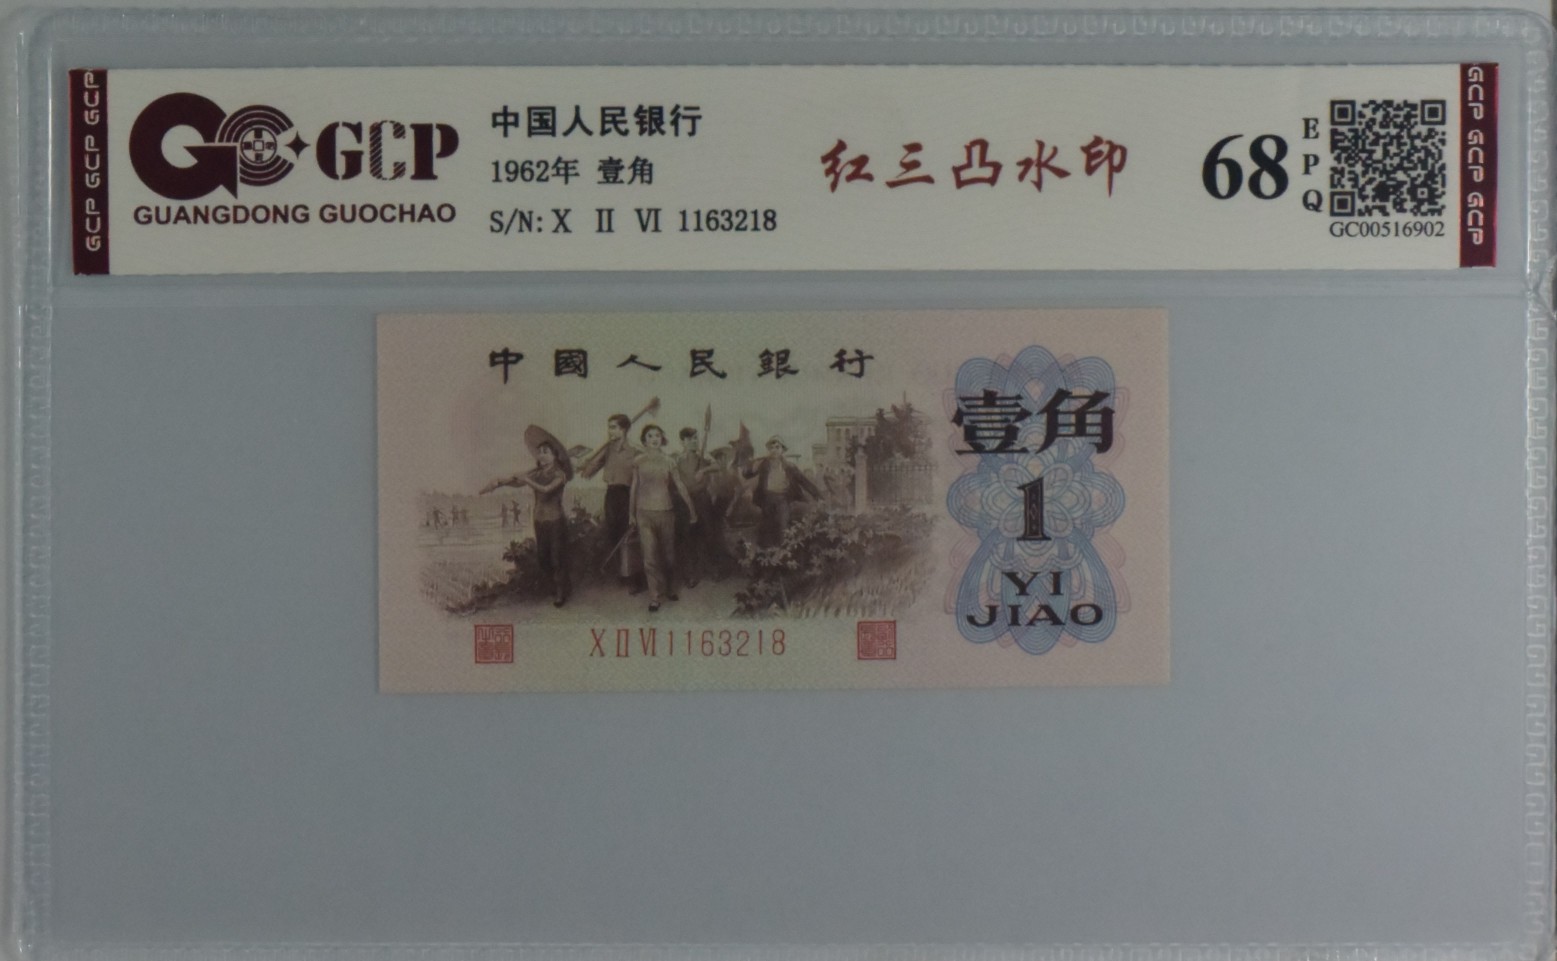 GCP GCP GCP
GCP
GUANGDONG GUOCHAO
中国人民银行
1962年 壹角
S/N: X II VI 1163218
红三凸水印
68
EPQ
GC00516902
GCP GCP GCP
中國人民銀行
壹角
1
YI
JIAO
X II VI 1163218